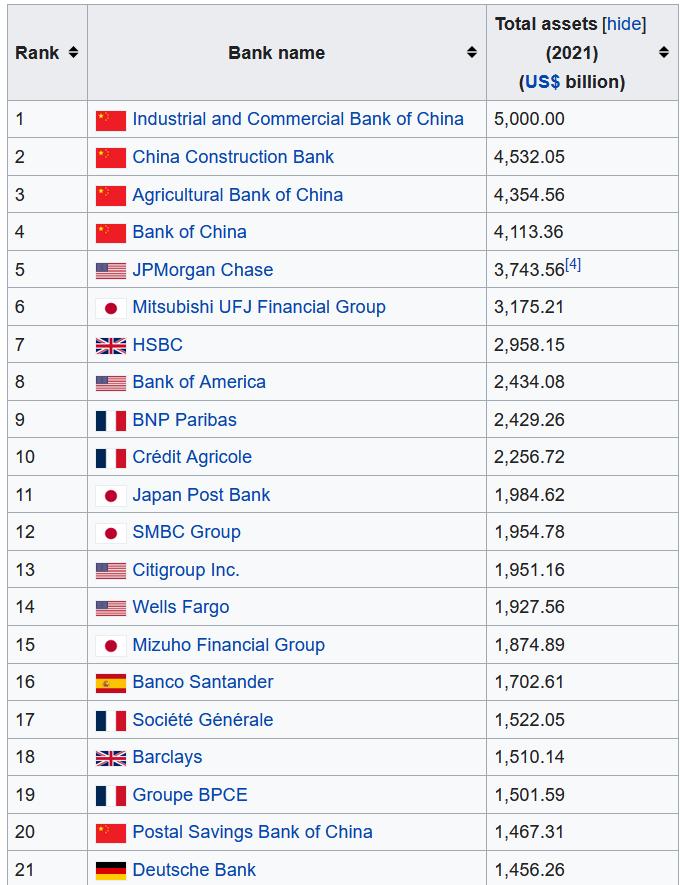 Rank Bank name Total assets [hide] (2021) (US$ billion)
1 Industrial and Commercial Bank of China 5,000.00
2 China Construction Bank 4,532.05
3 Agricultural Bank of China 4,354.56
4 Bank of China 4,113.36
5 JPMorgan Chase 3,743.56[4]
6 Mitsubishi UFJ Financial Group 3,175.21
7 HSBC 2,958.15
8 Bank of America 2,434.08
9 BNP Paribas 2,429.26
10 Crédit Agricole 2,256.72
11 Japan Post Bank 1,984.62
12 SMBC Group 1,954.78
13 Citigroup Inc. 1,951.16
14 Wells Fargo 1,927.56
15 Mizuho Financial Group 1,874.89
16 Banco Santander 1,702.61
17 Société Générale 1,522.05
18 Barclays 1,510.14
19 Groupe BPCE 1,501.59
20 Postal Savings Bank of China 1,467.31
21 Deutsche Bank 1,456.26